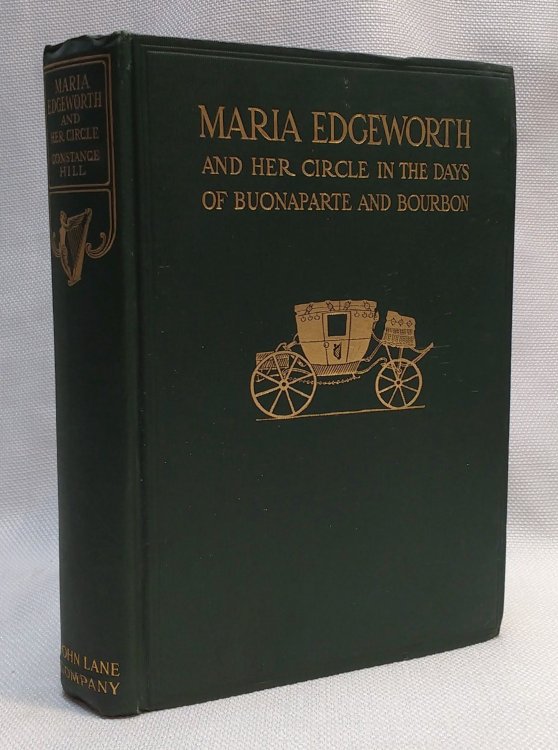 MARIA
EDGEWORTH
AND
HER CIRCLE
CONSTANCE
HILL
JOHN LANE
COMPANY
MARIA EDGEWORTH
AND HER CIRCLE IN THE DAYS
OF BUONAPARTE AND BOURBON